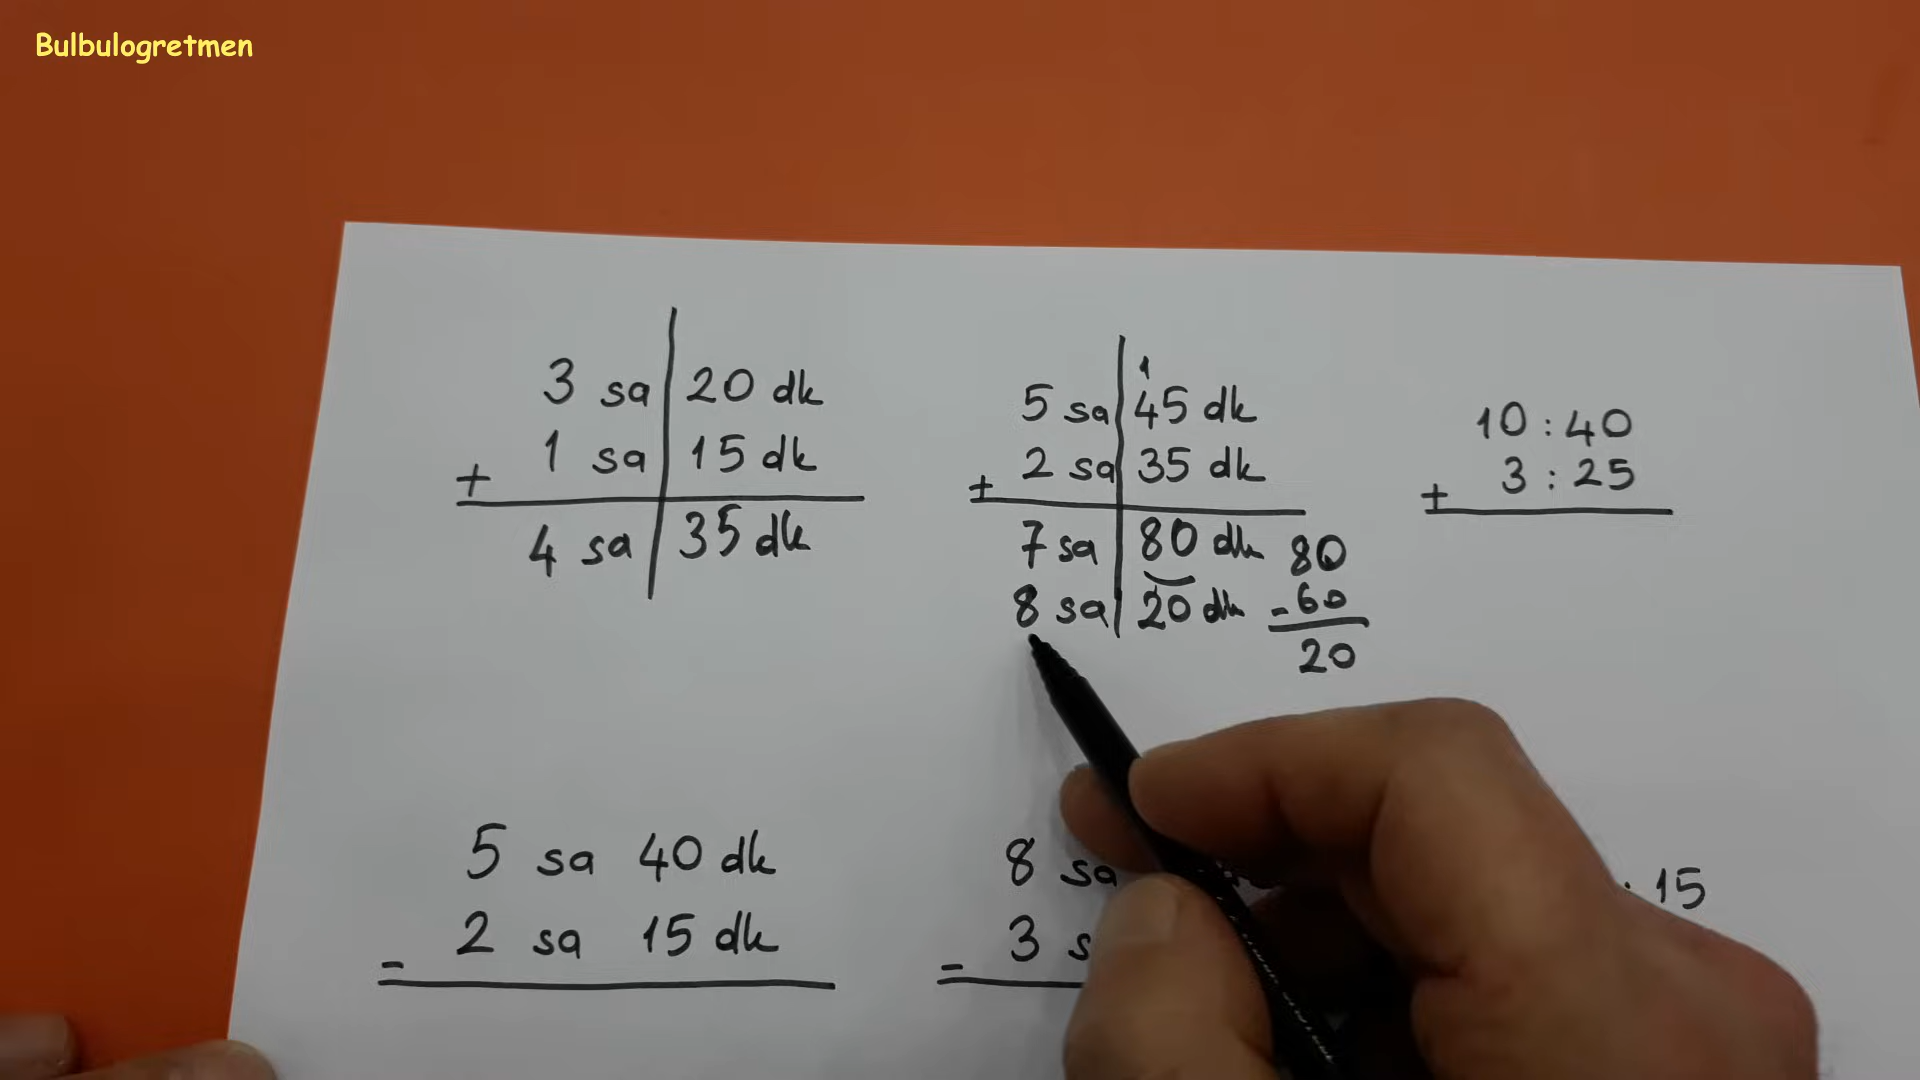 Bulbulogretmen
3 sa 20 dk
+ 1 sa 15 dk
4 sa 35 dk
1
5 sa 45 dk
+ 2 sa 35 dk
7 sa 80 dk
8 sa 20 dk
80
- 60
20
10 : 40
+ 3 : 25
5 sa 40 dk
- 2 sa 15 dk
8 sa
- 3
: 15